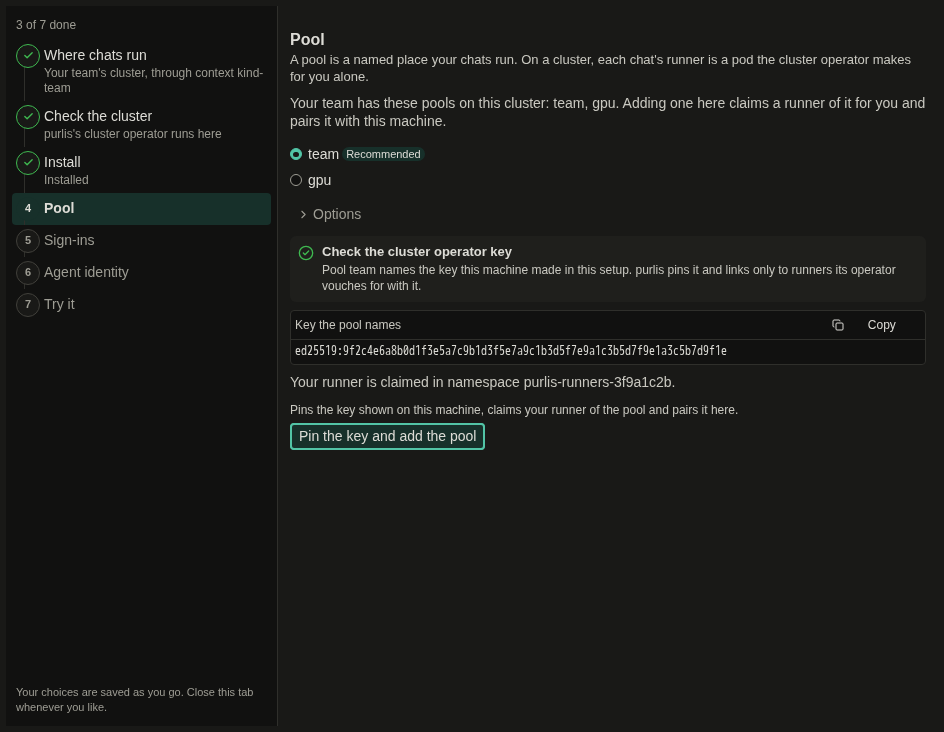 3 of 7 done
Where chats run
Your team's cluster, through context kind-
team
Check the cluster
purlis's cluster operator runs here
Install
Installed
4 Pool
5 Sign-ins
6 Agent identity
7 Try it
Your choices are saved as you go. Close this tab
whenever you like.
Pool
A pool is a named place your chats run. On a cluster, each chat's runner is a pod the cluster operator makes
for you alone.
Your team has these pools on this cluster: team, gpu. Adding one here claims a runner of it for you and
pairs it with this machine.
team Recommended
gpu
Options
Check the cluster operator key
Pool team names the key this machine made in this setup. purlis pins it and links only to runners its operator
vouches for with it.
Key the pool names Copy
ed25519:9f2c4e6a8b0d1f3e5a7c9b1d3f5e7a9c1b3d5f7e9a1c3b5d7f9e1a3c5b7d9f1e
Your runner is claimed in namespace purlis-runners-3f9a1c2b.
Pins the key shown on this machine, claims your runner of the pool and pairs it here.
Pin the key and add the pool